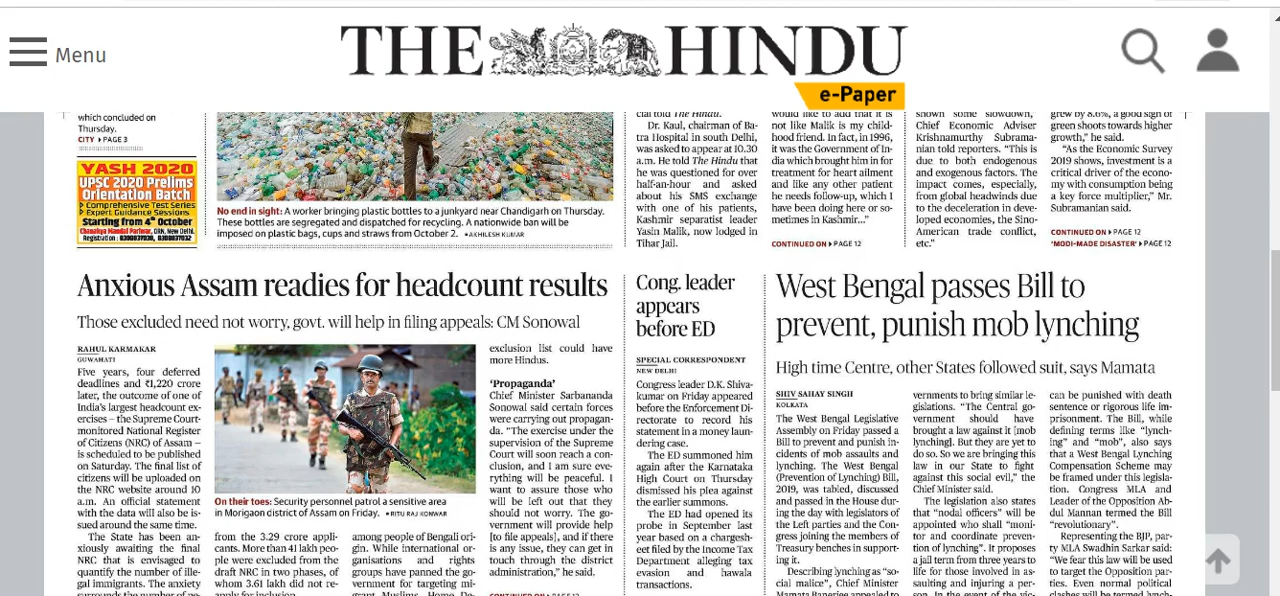 Menu
THE HINDU
e-Paper
which concluded on
Thursday.
CITY ▸ PAGE 3
YASH 2020
UPSC 2020 Prelims
Orientation Batch
Comprehensive Test Series
Expert Guidance Sessions
Starting from 4th October
Chanakya Mandal Pariwar, ORN, New Delhi.
No end in sight: A worker bringing plastic bottles to a junkyard near Chandigarh on Thursday.
These bottles are segregated and dispatched for recycling. A nationwide ban will be
imposed on plastic bags, cups and straws from October 2. • AKHILESH KUMAR
cial told The Hindu.
Dr. Kaul, chairman of Ba-
tra Hospital in south Delhi,
was asked to appear at 10.30
a.m. He told The Hindu that
he was questioned for over
half-an-hour and asked
about his SMS exchange
with one of his patients,
Kashmir separatist leader
Yasin Malik, now lodged in
Tihar Jail.
would like to add that it is
not like Malik is my child-
hood friend. In fact, in 1996,
it was the Government of In-
dia which brought him in for
treatment for heart ailment
and like any other patient
he needs follow-up, which I
have been doing here or so-
metimes in Kashmir..."
CONTINUED ON ▸ PAGE 12
shown some slowdown,
Chief Economic Adviser
Krishnamurthy Subrama-
nian told reporters. "This is
due to both endogenous
and exogenous factors. The
impact comes, especially,
from global headwinds due
to the deceleration in deve-
loped economies, the Sino-
American trade conflict,
etc."
grew by 8.6%, a good sign of
green shoots towards higher
growth," he said.
"As the Economic Survey
2019 shows, investment is a
critical driver of the econo-
my with consumption being
a key force multiplier," Mr.
Subramanian said.
CONTINUED ON ▸ PAGE 12
'MODI-MADE DISASTER' ▸ PAGE 12
Anxious Assam readies for headcount results
Those excluded need not worry, govt. will help in filing appeals: CM Sonowal
RAHUL KARMAKAR
GUWAHATI
Five years, four deferred
deadlines and ₹1,220 crore
later, the outcome of one of
India's largest headcount ex-
ercises – the Supreme Court-
monitored National Register
of Citizens (NRC) of Assam –
is scheduled to be published
on Saturday. The final list of
citizens will be uploaded on
the NRC website around 10
a.m. An official statement
with the data will also be is-
sued around the same time.
The State has been an-
xiously awaiting the final
NRC that is envisaged to
quantify the number of ille-
gal immigrants. The anxiety
surrounds the number of pe-
On their toes: Security personnel patrol a sensitive area
in Morigaon district of Assam on Friday. • RITU RAJ KONWAR
from the 3.29 crore appli-
cants. More than 41 lakh peo-
ple were excluded from the
draft NRC in two phases, of
whom 3.61 lakh did not re-
apply for inclusion.
among people of Bengali ori-
gin. While international or-
ganisations and rights
groups have panned the go-
vernment for targeting mi-
grant Muslims, Home De-
exclusion list could have
more Hindus.
'Propaganda'
Chief Minister Sarbananda
Sonowal said certain forces
were carrying out propagan-
da. "The exercise under the
supervision of the Supreme
Court will soon reach a con-
clusion, and I am sure eve-
rything will be peaceful. I
want to assure those who
will be left out that they
should not worry. The go-
vernment will provide help
[to file appeals], and if there
is any issue, they can get in
touch through the district
administration," he said.
CONTINUED ON ▸ PAGE 12
Cong. leader
appears
before ED
SPECIAL CORRESPONDENT
NEW DELHI
Congress leader D.K. Shiva-
kumar on Friday appeared
before the Enforcement Di-
rectorate to record his
statement in a money laun-
dering case.
The ED summoned him
again after the Karnataka
High Court on Thursday
dismissed his plea against
the earlier summons.
The ED had opened its
probe in September last
year based on a chargesh-
eet filed by the Income Tax
Department alleging tax
evasion and hawala
transactions.
West Bengal passes Bill to
prevent, punish mob lynching
High time Centre, other States followed suit, says Mamata
SHIV SAHAY SINGH
KOLKATA
The West Bengal Legislative
Assembly on Friday passed a
Bill to prevent and punish in-
cidents of mob assaults and
lynching. The West Bengal
(Prevention of Lynching) Bill,
2019, was tabled, discussed
and passed in the House dur-
ing the day with legislators of
the Left parties and the Con-
gress joining the members of
Treasury benches in support-
ing it.
Describing lynching as "so-
cial malice", Chief Minister
Mamata Banerjee appealed to
vernments to bring similar le-
gislations. "The Central go-
vernment should have
brought a law against it [mob
lynching]. But they are yet to
do so. So we are bringing this
law in our State to fight
against this social evil," the
Chief Minister said.
The legislation also states
that "nodal officers" will be
appointed who shall "moni-
tor and coordinate preven-
tion of lynching". It proposes
a jail term from three years to
life for those involved in as-
saulting and injuring a per-
son. In the event of the vic-
can be punished with death
sentence or rigorous life im-
prisonment. The Bill, while
defining terms like "lynch-
ing" and "mob", also says
that a West Bengal Lynching
Compensation Scheme may
be framed under this legisla-
tion. Congress MLA and
Leader of the Opposition Ab-
dul Mannan termed the Bill
"revolutionary".
Representing the BJP, par-
ty MLA Swadhin Sarkar said:
"We fear this law will be used
to target the Opposition par-
ties. Even normal political
clashes will be termed lynch-